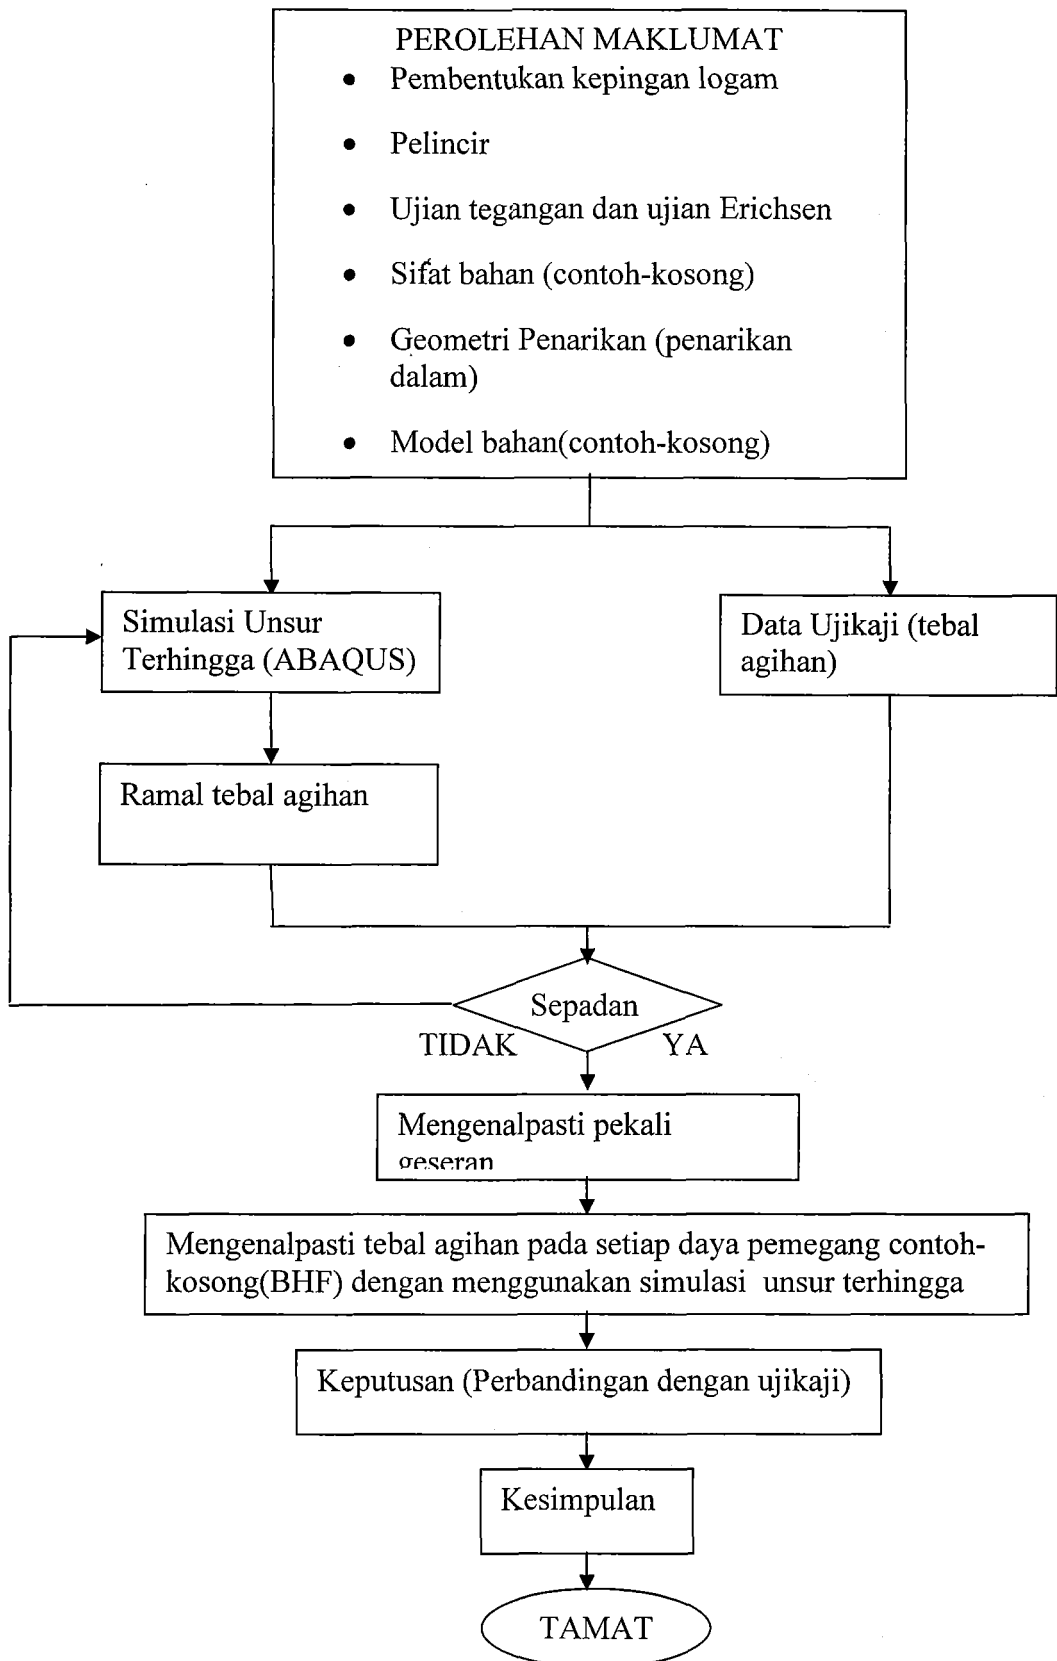 PEROLEHAN MAKLUMAT
• Pembentukan kepingan logam
• Pelincir
• Ujian tegangan dan ujian Erichsen
• Sifat bahan (contoh-kosong)
• Geometri Penarikan (penarikan
dalam)
• Model bahan(contoh-kosong)
Simulasi Unsur
Terhingga (ABAQUS)
Data Ujikaji (tebal
agihan)
Ramal tebal agihan
Sepadan
TIDAK
YA
Mengenalpasti pekali
geseran
Mengenalpasti tebal agihan pada setiap daya pemegang contoh-
kosong(BHF) dengan menggunakan simulasi unsur terhingga
Keputusan (Perbandingan dengan ujikaji)
Kesimpulan
TAMAT